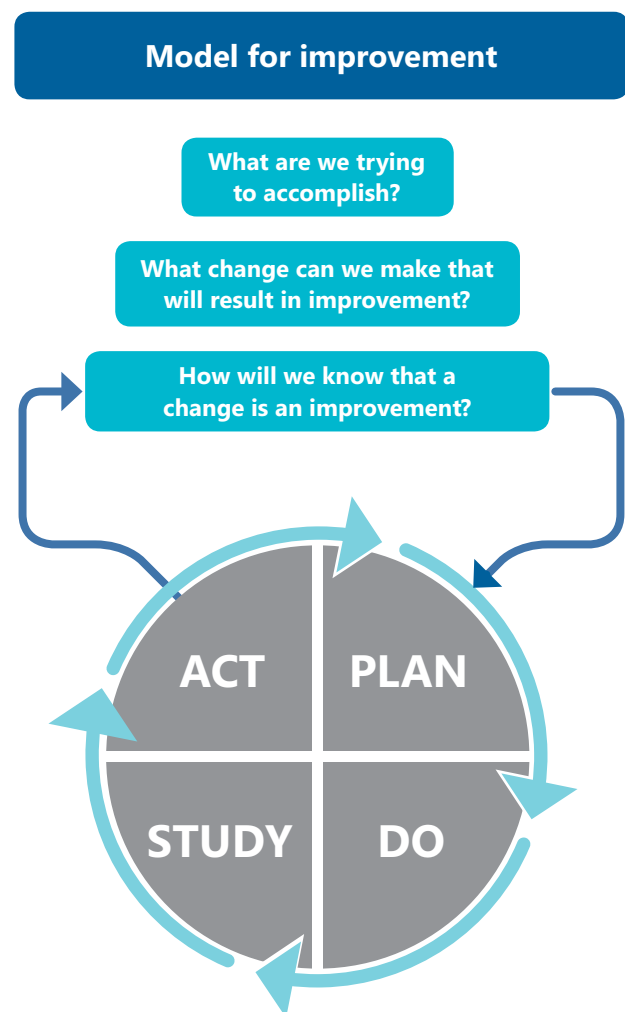 Model for improvement
What are we trying
to accomplish?
What change can we make that
will result in improvement?
How will we know that a
change is an improvement?
ACT
PLAN
STUDY
DO